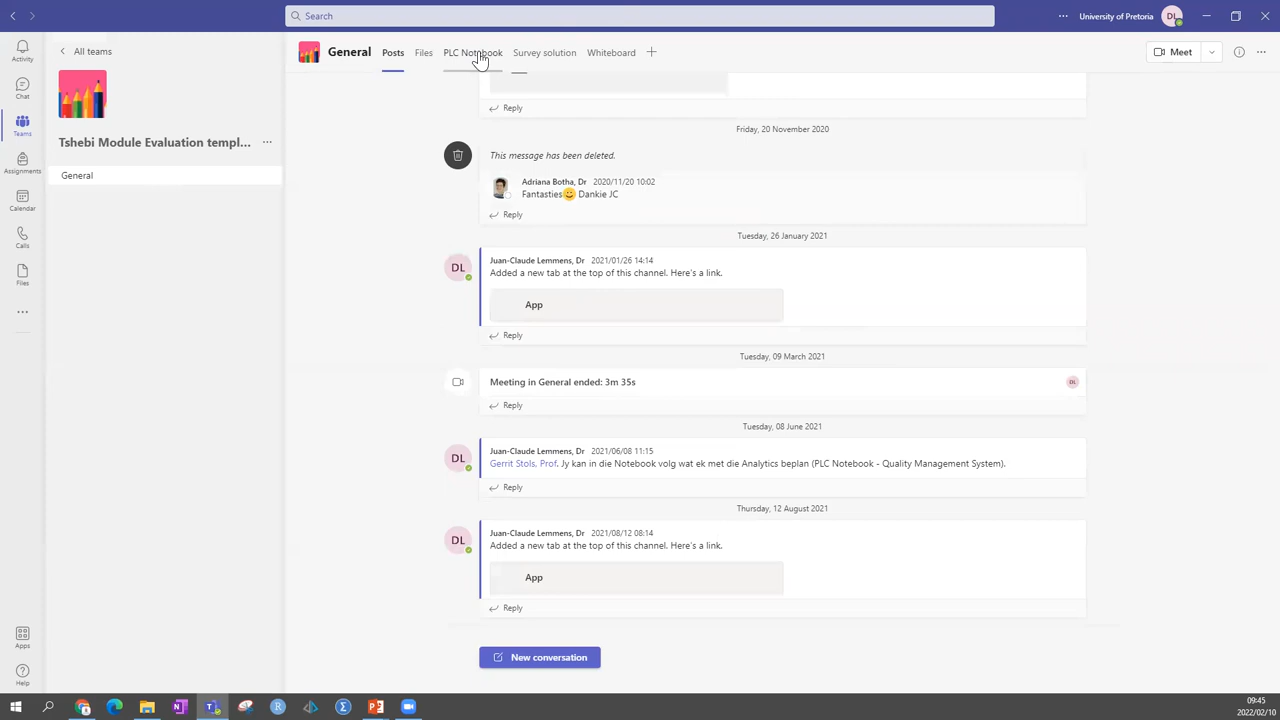 Search
University of Pretoria
DL
Activity
Chat
Teams
Assignments
Calendar
Calls
Files
Apps
Help
All teams
Tshebi Module Evaluation templ...
General
General
Posts
Files
PLC Notebook
Survey solution
Whiteboard
Meet
Reply
Friday, 20 November 2020
This message has been deleted.
Adriana Botha, Dr 2020/11/20 10:02
Fantasties Dankie JC
Reply
Tuesday, 26 January 2021
DL
Juan-Claude Lemmens, Dr 2021/01/26 14:14
Added a new tab at the top of this channel. Here's a link.
App
Reply
Tuesday, 09 March 2021
Meeting in General ended: 3m 35s
DL
Reply
Tuesday, 08 June 2021
DL
Juan-Claude Lemmens, Dr 2021/06/08 11:15
Gerrit Stols, Prof. Jy kan in die Notebook volg wat ek met die Analytics beplan (PLC Notebook - Quality Management System).
Reply
Thursday, 12 August 2021
DL
Juan-Claude Lemmens, Dr 2021/08/12 08:14
Added a new tab at the top of this channel. Here's a link.
App
Reply
New conversation
09:45
2022/02/10